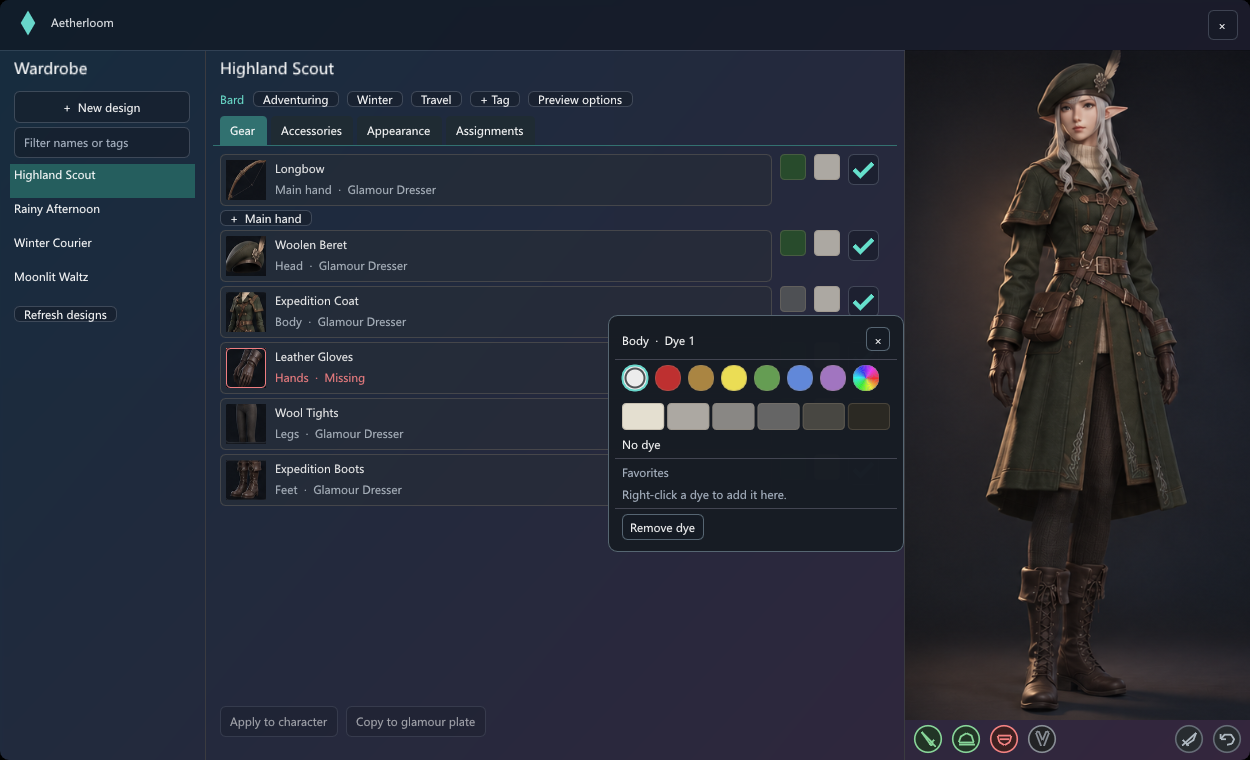 Aetherloom
×
Wardrobe
+ New design
Filter names or tags
Highland Scout
Rainy Afternoon
Winter Courier
Moonlit Waltz
Refresh designs
Highland Scout
Bard Adventuring Winter Travel + Tag Preview options
Gear Accessories Appearance Assignments
Longbow
Main hand · Glamour Dresser
+ Main hand
Woolen Beret
Head · Glamour Dresser
Expedition Coat
Body · Glamour Dresser
Leather Gloves
Hands · Missing
Wool Tights
Legs · Glamour Dresser
Expedition Boots
Feet · Glamour Dresser
Body · Dye 1
×
No dye
Favorites
Right-click a dye to add it here.
Remove dye
Apply to character Copy to glamour plate